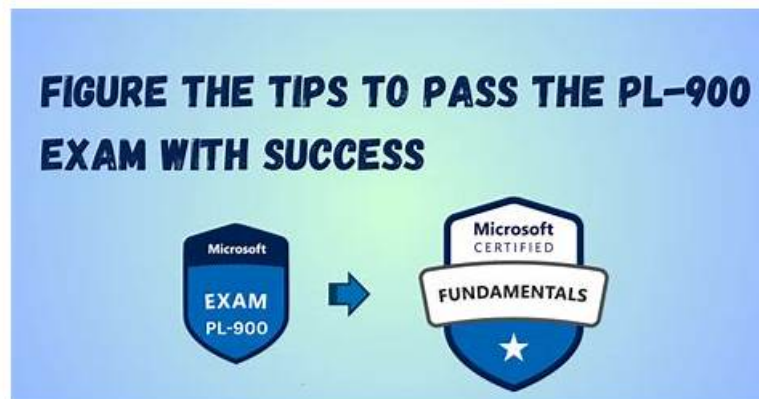 FIGURE THE TIPS TO PASS THE PL-900
EXAM WITH SUCCESS
Microsoft
EXAM
PL-900
Microsoft
CERTIFIED
FUNDAMENTALS